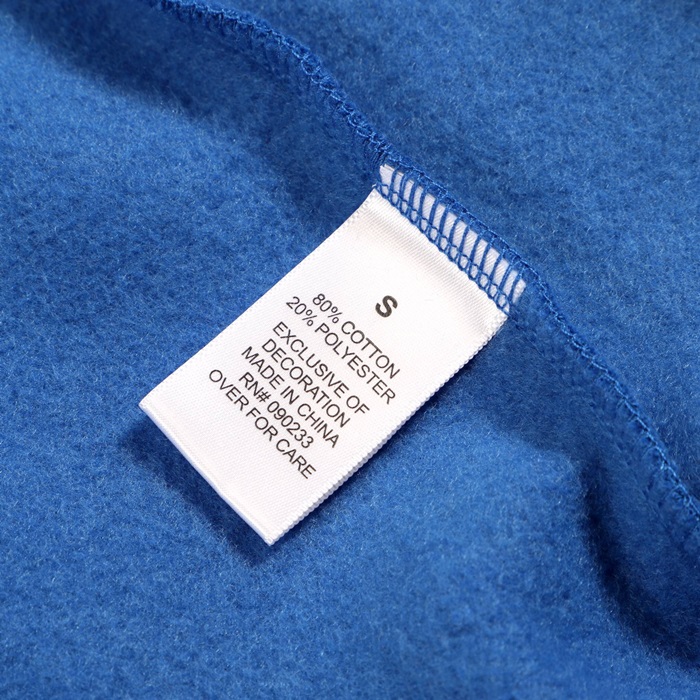 S
80% COTTON
20% POLYESTER
EXCLUSIVE OF
DECORATION
MADE IN CHINA
RN# 090233
OVER FOR CARE